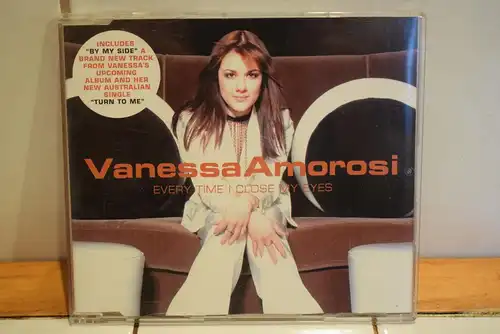 INCLUDES
"BY MY SIDE" A
BRAND NEW TRACK
FROM VANESSA'S
UPCOMING
ALBUM AND HER
NEW AUSTRALIAN
SINGLE
"TURN TO ME"
VanessaAmorosi
EVERY TIME I CLOSE MY EYES